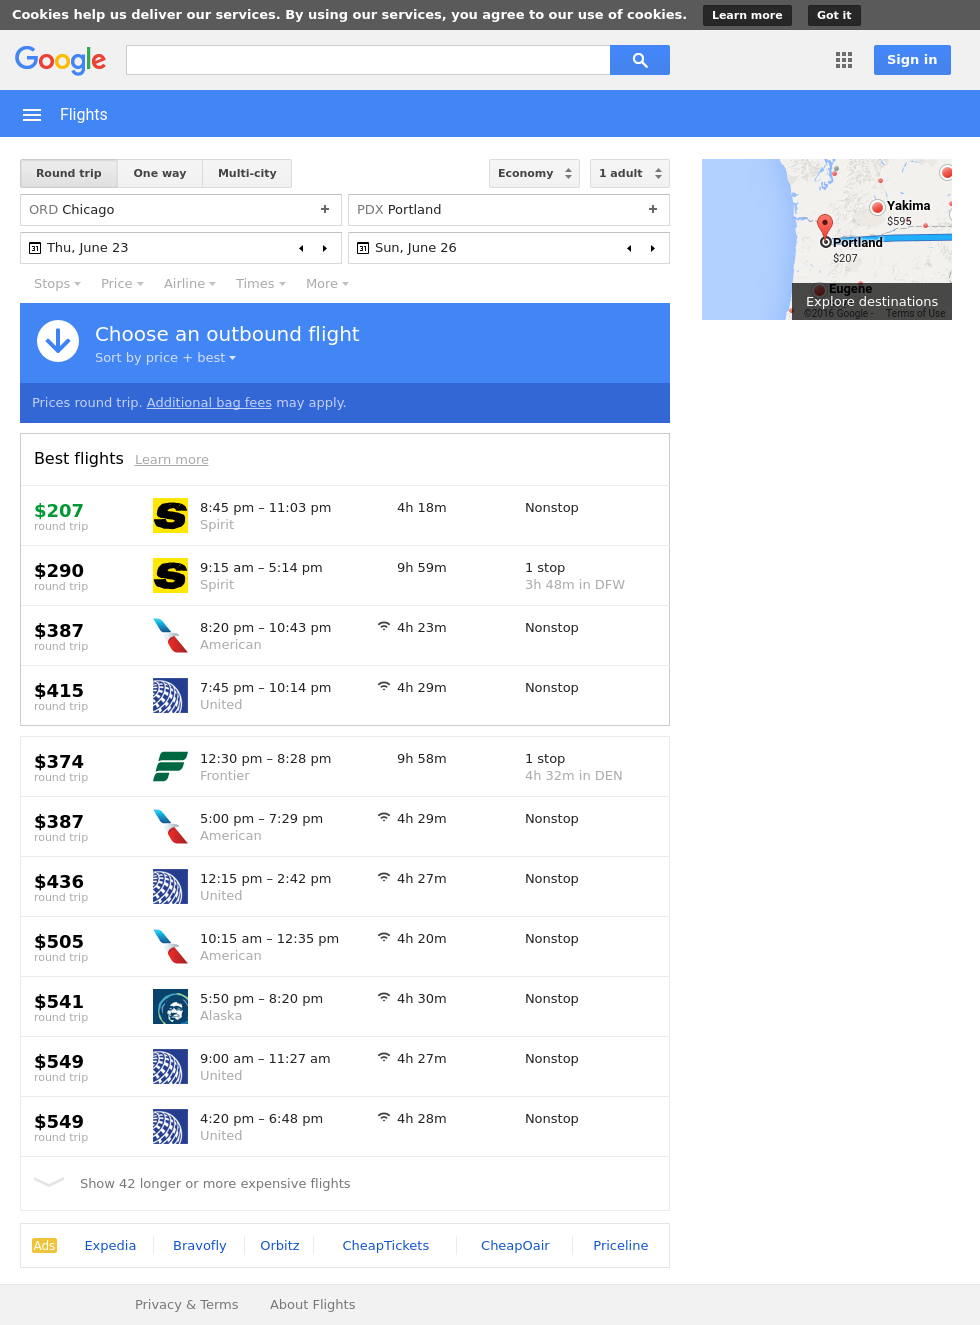 Cookies help us deliver our services. By using our services, you agree to our use of cookies. Learn more Got it
Google Sign in
Flights
Round trip One way Multi-city Economy 1 adult
ORD Chicago + PDX Portland +
31 Thu, June 23 31 Sun, June 26
Stops Price Airline Times More
Choose an outbound flight
Sort by price + best
Prices round trip. Additional bag fees may apply.
Yakima
$595
Portland
$207
Eugene
Explore destinations
©2016 Google - Terms of Use
Best flights Learn more
$207 8:45 pm – 11:03 pm 4h 18m Nonstop
round trip Spirit
$290 9:15 am – 5:14 pm 9h 59m 1 stop
round trip Spirit 3h 48m in DFW
$387 8:20 pm – 10:43 pm 4h 23m Nonstop
round trip American
$415 7:45 pm – 10:14 pm 4h 29m Nonstop
round trip United
$374 12:30 pm – 8:28 pm 9h 58m 1 stop
round trip Frontier 4h 32m in DEN
$387 5:00 pm – 7:29 pm 4h 29m Nonstop
round trip American
$436 12:15 pm – 2:42 pm 4h 27m Nonstop
round trip United
$505 10:15 am – 12:35 pm 4h 20m Nonstop
round trip American
$541 5:50 pm – 8:20 pm 4h 30m Nonstop
round trip Alaska
$549 9:00 am – 11:27 am 4h 27m Nonstop
round trip United
$549 4:20 pm – 6:48 pm 4h 28m Nonstop
round trip United
Show 42 longer or more expensive flights
Ads Expedia Bravofly Orbitz CheapTickets CheapOair Priceline
Privacy & Terms About Flights